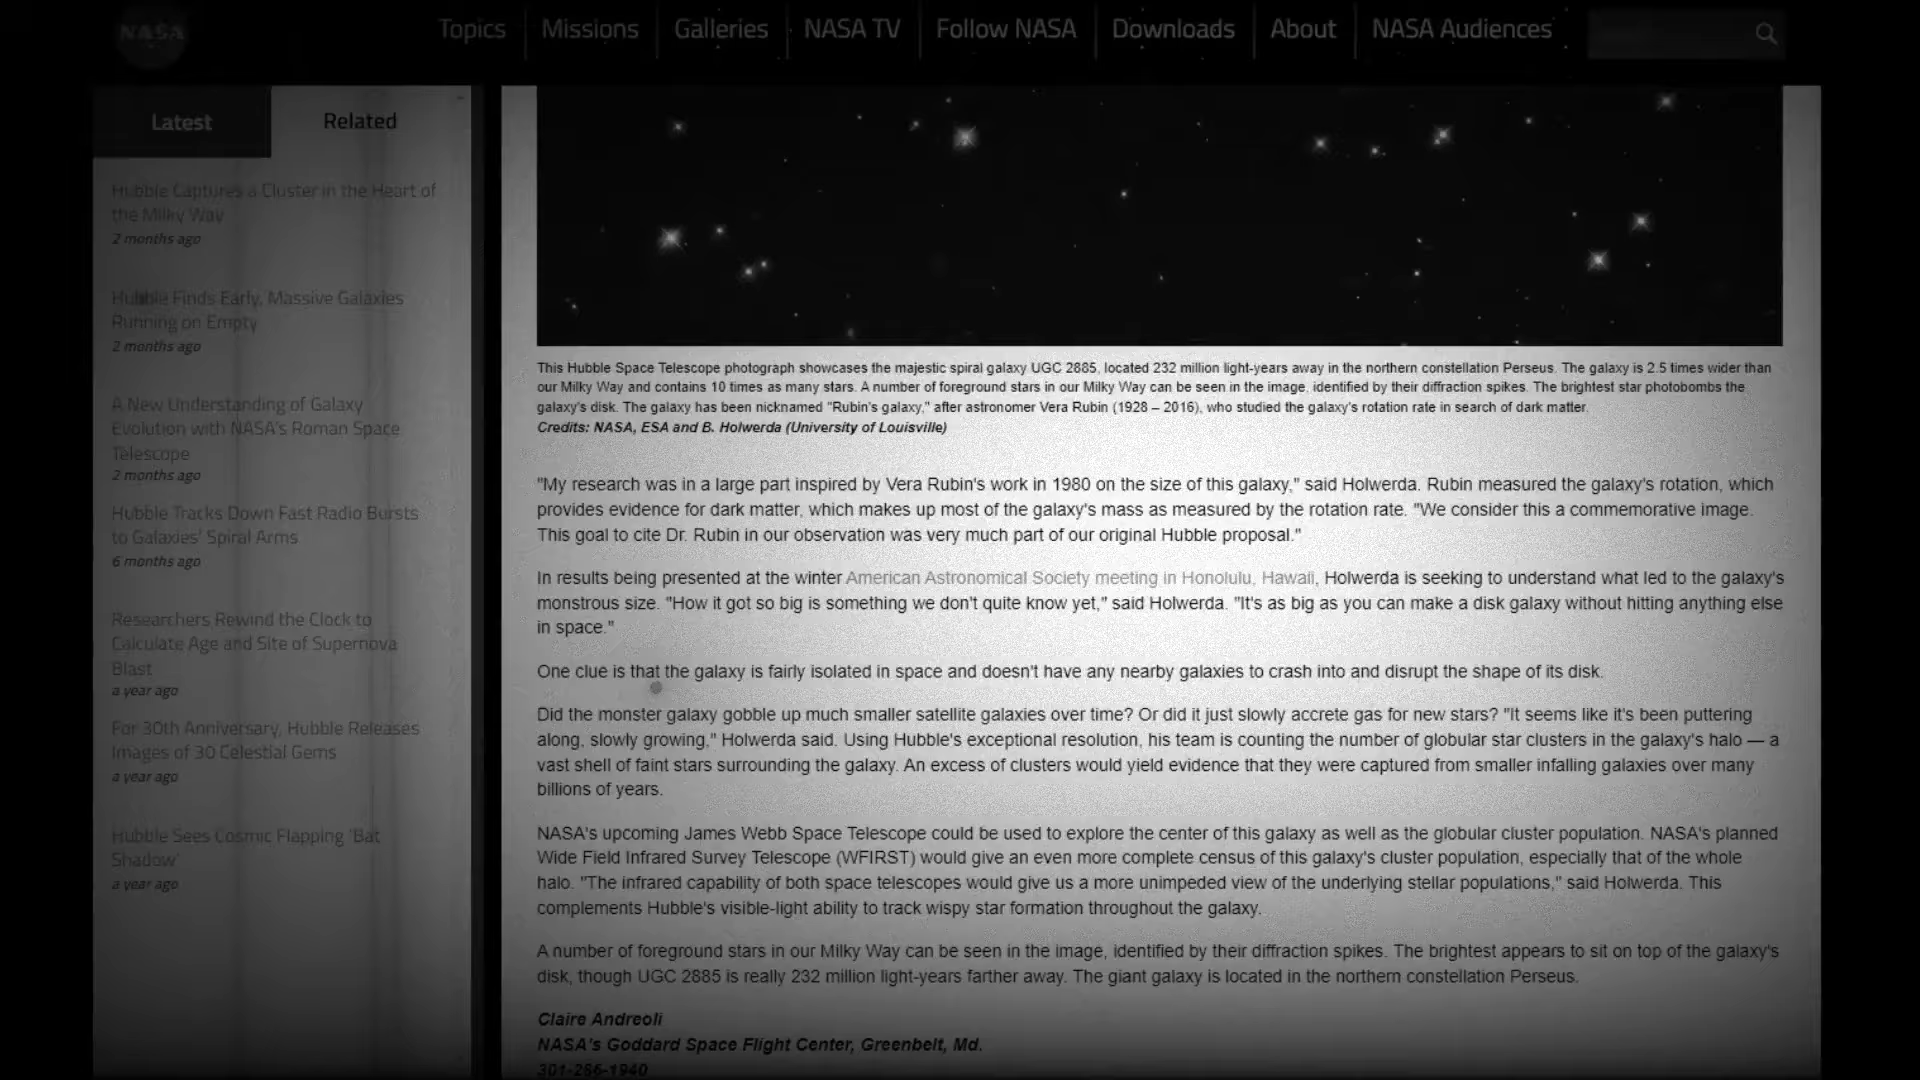 NASA
Topics
Missions
Galleries
NASA TV
Follow NASA
Downloads
About
NASA Audiences
Latest
Related
Hubble Captures a Cluster in the Heart of
the Milky Way
2 months ago
Hubble Finds Early, Massive Galaxies
Running on Empty
2 months ago
A New Understanding of Galaxy
Evolution with NASA's Roman Space
Telescope
2 months ago
Hubble Tracks Down Fast Radio Bursts
to Galaxies' Spiral Arms
6 months ago
Researchers Rewind the Clock to
Calculate Age and Site of Supernova
Blast
a year ago
For 30th Anniversary, Hubble Releases
Images of 30 Celestial Gems
a year ago
Hubble Sees Cosmic Flapping 'Bat
Shadow'
a year ago
This Hubble Space Telescope photograph showcases the majestic spiral galaxy UGC 2885, located 232 million light-years away in the northern constellation Perseus. The galaxy is 2.5 times wider than
our Milky Way and contains 10 times as many stars. A number of foreground stars in our Milky Way can be seen in the image, identified by their diffraction spikes. The brightest star photobombs the
galaxy's disk. The galaxy has been nicknamed "Rubin's galaxy," after astronomer Vera Rubin (1928 – 2016), who studied the galaxy's rotation rate in search of dark matter.
Credits: NASA, ESA and B. Holwerda (University of Louisville)
"My research was in a large part inspired by Vera Rubin's work in 1980 on the size of this galaxy," said Holwerda. Rubin measured the galaxy's rotation, which
provides evidence for dark matter, which makes up most of the galaxy's mass as measured by the rotation rate. "We consider this a commemorative image.
This goal to cite Dr. Rubin in our observation was very much part of our original Hubble proposal."
In results being presented at the winter American Astronomical Society meeting in Honolulu, Hawaii, Holwerda is seeking to understand what led to the galaxy's
monstrous size. "How it got so big is something we don't quite know yet," said Holwerda. "It's as big as you can make a disk galaxy without hitting anything else
in space."
One clue is that the galaxy is fairly isolated in space and doesn't have any nearby galaxies to crash into and disrupt the shape of its disk.
Did the monster galaxy gobble up much smaller satellite galaxies over time? Or did it just slowly accrete gas for new stars? "It seems like it's been puttering
along, slowly growing," Holwerda said. Using Hubble's exceptional resolution, his team is counting the number of globular star clusters in the galaxy's halo — a
vast shell of faint stars surrounding the galaxy. An excess of clusters would yield evidence that they were captured from smaller infalling galaxies over many
billions of years.
NASA's upcoming James Webb Space Telescope could be used to explore the center of this galaxy as well as the globular cluster population. NASA's planned
Wide Field Infrared Survey Telescope (WFIRST) would give an even more complete census of this galaxy's cluster population, especially that of the whole
halo. "The infrared capability of both space telescopes would give us a more unimpeded view of the underlying stellar populations," said Holwerda. This
complements Hubble's visible-light ability to track wispy star formation throughout the galaxy.
A number of foreground stars in our Milky Way can be seen in the image, identified by their diffraction spikes. The brightest appears to sit on top of the galaxy's
disk, though UGC 2885 is really 232 million light-years farther away. The giant galaxy is located in the northern constellation Perseus.
Claire Andreoli
NASA's Goddard Space Flight Center, Greenbelt, Md.
301-286-1940